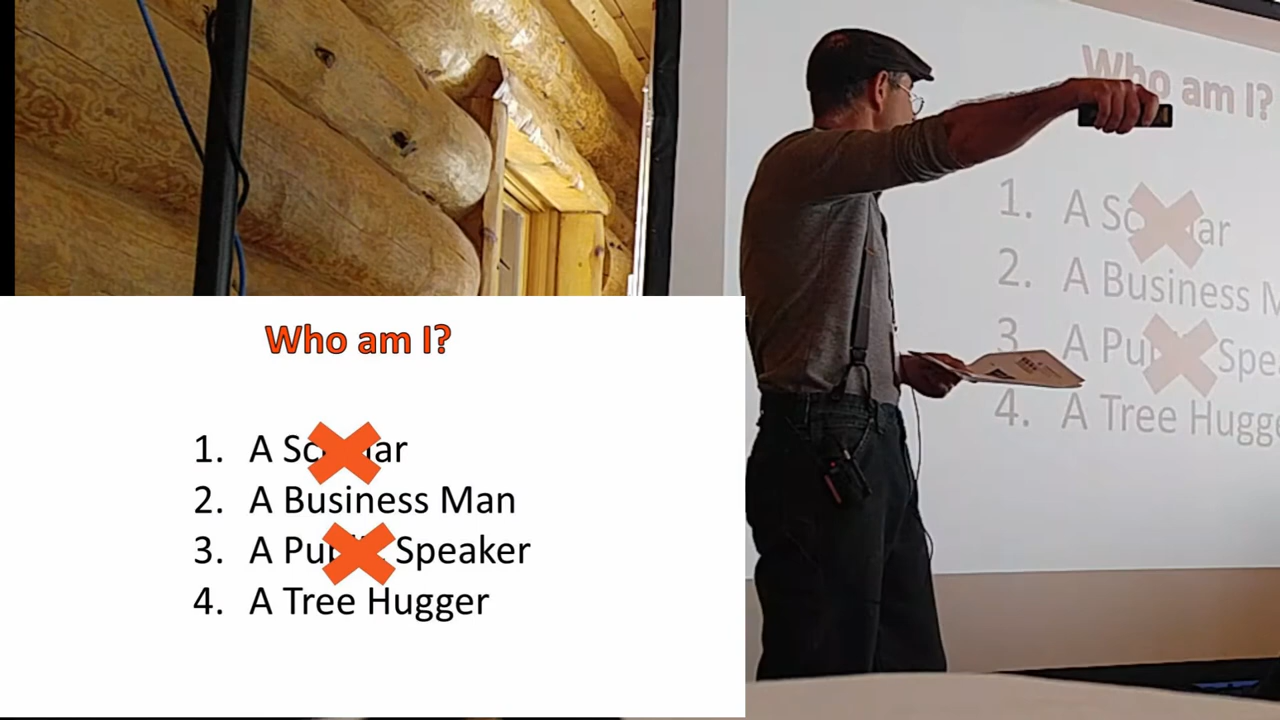 Who am I?
1. A Sc ar
2. A Business Man
3. A Pu Speaker
4. A Tree Hugger
Who am I?
1. A Sc ar
2. A Business M
3. A Pu Spea
4. A Tree Hugge